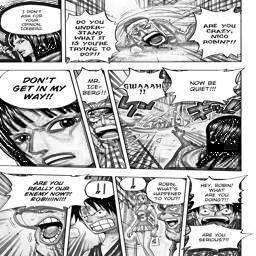 ARE YOU
CRAZY,
NICO
ROBIN?!!
DO YOU
UNDER-
STAND
WHAT IT
IS YOU'RE
TRYING
TO DO?!!
I DIDN'T
ASK FOR
YOUR
OPINION,
ICEBERG.
NOW BE
QUIET!!!
GWAAAH
!!
MR.
ICE-
BERG!!
DON'T
GET IN MY
WAY!!
HEY, ROBIN!
WHAT ARE
YOU
DOING?!!
ARE YOU
SERIOUS?!!
ROBIN,
WHAT'S
HAPPENED
TO YOU?!!
!!
ARE YOU
REALLY OUR
ENEMY NOW?!
ROBIIIIN!!!